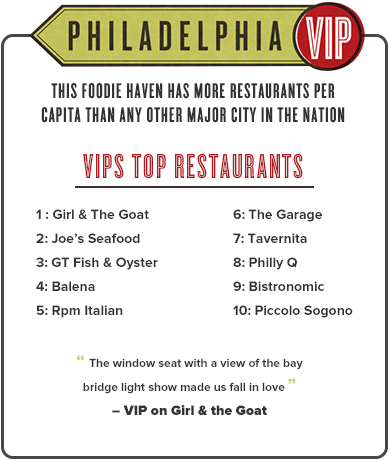 PHILADELPHIA VIP
THIS FOODIE HAVEN HAS MORE RESTAURANTS PER
CAPITA THAN ANY OTHER MAJOR CITY IN THE NATION
VIPS TOP RESTAURANTS
1 : Girl & The Goat
2: Joe's Seafood
3: GT Fish & Oyster
4: Balena
5: Rpm Italian
6: The Garage
7: Tavernita
8: Philly Q
9: Bistronomic
10: Piccolo Sogono
“ The window seat with a view of the bay
bridge light show made us fall in love ”
– VIP on Girl & the Goat